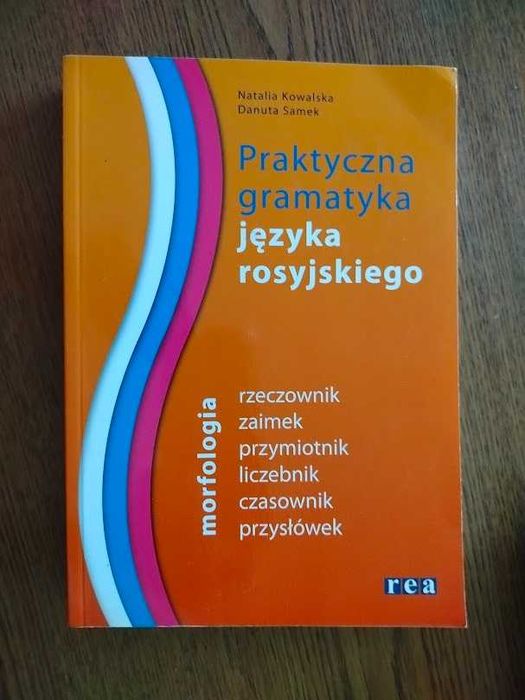 Natalia Kowalska
Danuta Samek
Praktyczna
gramatyka
języka
rosyjskiego
morfologia
rzeczownik
zaimek
przymiotnik
liczebnik
czasownik
przysłówek
rea